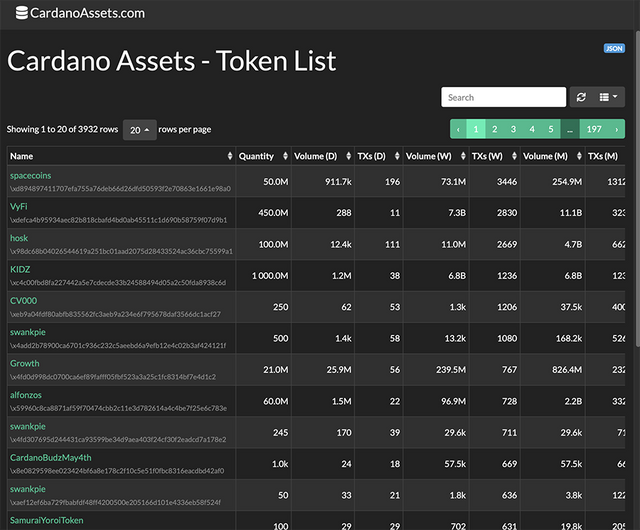 CardanoAssets.com
Cardano Assets - Token List
JSON
Search
Showing 1 to 20 of 3932 rows 20 rows per page
‹ 1 2 3 4 5 ... 197 ›
Name Quantity Volume (D) TXs (D) Volume (W) TXs (W) Volume (M) TXs (M)
spacecoins 50.0M 911.7k 196 73.1M 3446 254.9M 1312
\xd894897411707efa755a76deb66d26dfd50593f2e70863e1661e98a0
VyFi 450.0M 288 11 7.3B 2830 11.1B 323
\xdefca4b95934aec82b818cbafd4bd0ab45511c1d690b58759f07d9b1
hosk 100.0M 12.4k 111 11.0M 2669 4.7B 662
\x98dc68b04026544619a251bc01aad2075d28433524ac36cbc75599a1
KIDZ 1 000.0M 1.2M 38 6.8B 1236 6.8B 123
\xc4c00fbd8fa227442a5e7cdecde33b24588494d05a2c50fda8938c6d
CV000 250 62 53 1.3k 1206 37.5k 400
\xeb9a04fdf80abfb835562fc3aeb9a234e6f795678daf3566dc1acf27
swankpie 500 1.4k 58 13.2k 1080 168.2k 526
\x4add2b78900ca6701c936c232c5aeebd6a9efb12e4c02b3af424121f
Growth 21.0M 25.9M 56 239.5M 767 826.4M 232
\x4fd0d998dc0700ca6ef89fafff05fbf523a3a25c1fc8314bf7e4d1c2
alfonzos 60.0M 1.5M 22 96.9M 728 2.2B 332
\x59960c8ca8871af59f70474cbb2c11e3d782614a4c4be7f25e6c783e
swankpie 245 170 39 29.6k 711 29.6k 71
\x4fd307695d244431ca93599be34d9aea403f24cf30f2eadcd7a178e2
CardanoBudzMay4th 1.0k 24 18 57.5k 669 57.5k 66
\x8e0829598ee023424bf6a8e178c2f10c5e51f0fbc8316eacdbd42af0
swankpie 50 33 21 1.8k 636 3.8k 122
\xaef12ef6ba729fbabfdf48ff4200500e205166d101e4336eb58f524f
SamuraiYoroiToken 100 29 29 702 631 19.8k 205